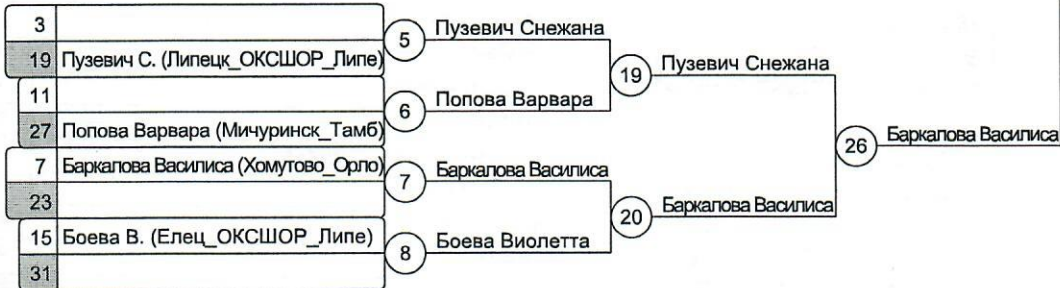 3
19 Пузевич С. (Липецк_ОКСШОР_Липе)
11
27 Попова Варвара (Мичуринск_Тамб)
7 Баркалова Василиса (Хомутово_Орло)
23
15 Боева В. (Елец_ОКСШОР_Липе)
31
5 Пузевич Снежана
6 Попова Варвара
7 Баркалова Василиса
8 Боева Виолетта
19 Пузевич Снежана
20 Баркалова Василиса
26 Баркалова Василиса